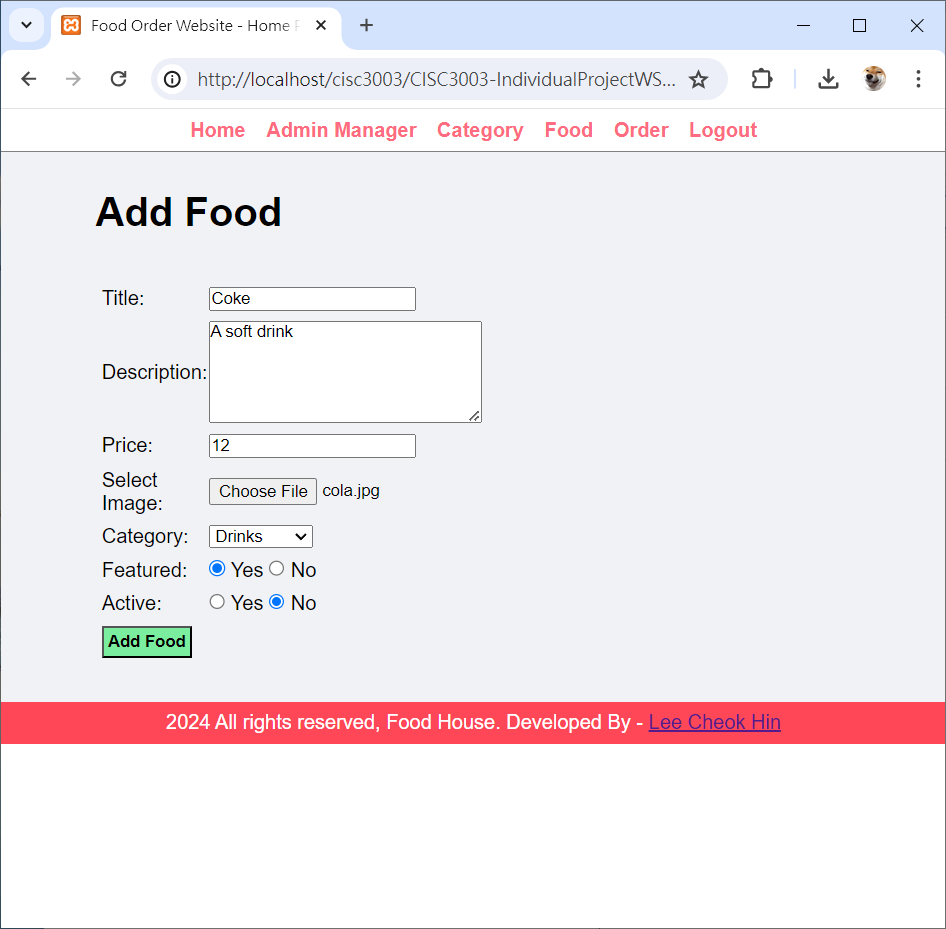 Food Order Website - Home
http://localhost/cisc3003/CISC3003-IndividualProjectWS...
Home Admin Manager Category Food Order Logout
Add Food
Title: Coke
Description: A soft drink
Price: 12
Select
Image:
Choose File cola.jpg
Category: Drinks
Featured: Yes No
Active: Yes No
Add Food
2024 All rights reserved, Food House. Developed By - Lee Cheok Hin